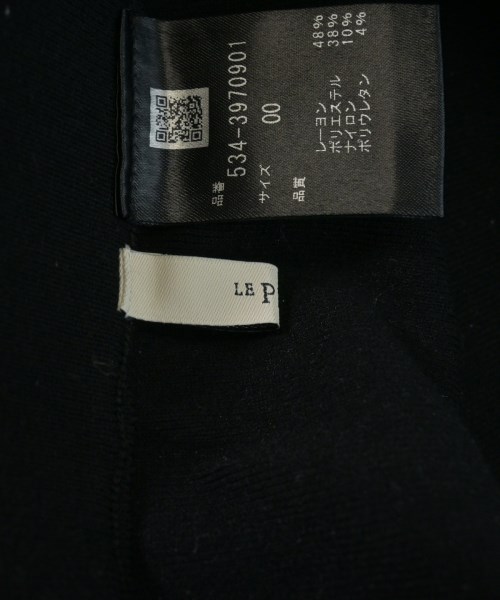 品番
534-3970901
サイズ
00
品質
レーヨン 48%
ポリエステル 38%
ナイロン 10%
ポリウレタン 4%
LE P